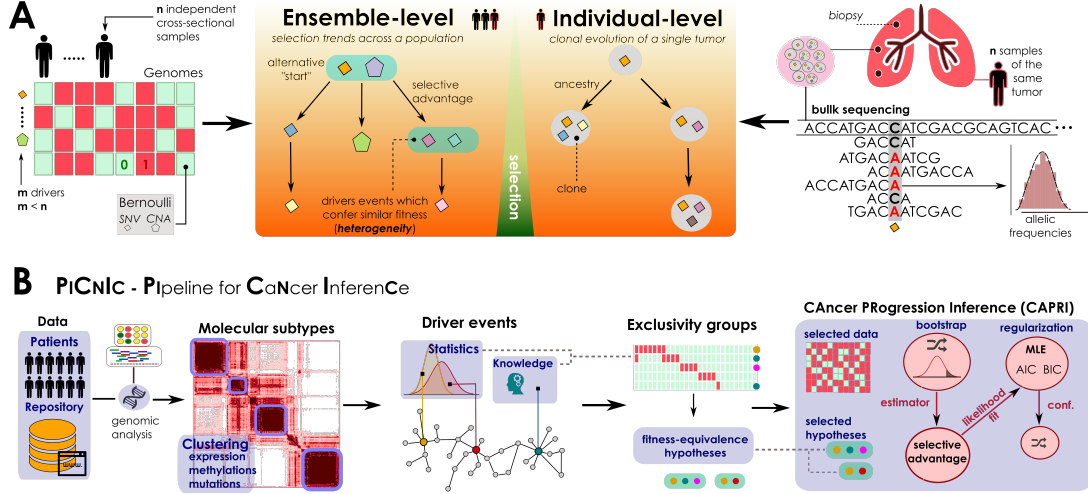 A
n independent
cross-sectional
samples
Genomes
0 1
m drivers
m < n
Bernoulli
SNV CNA
Ensemble-level
selection trends across a population
alternative
"start"
selective
advantage
drivers events which
confer similar fitness
(heterogeneity)
selection
Individual-level
clonal evolution of a single tumor
ancestry
clone
biopsy
n samples
of the
same
tumor
bullk sequencing
ACCATGACCATCGACGCAGTCAC
GACCAT
ATGACAATCG
ACAATGACCA
ACCATGACA
ACCA
TGACAATCGAC
allelic
frequencies
B PICNIC - PIpeline for CaNcer InferenCe
Data
Patients
Repository
www.
genomic
analysis
Molecular subtypes
Clustering
expression
methylations
mutations
Driver events
Statistics
Knowledge
Exclusivity groups
fitness-equivalence
hypotheses
CAncer PRogression Inference (CAPRI)
selected data
bootstrap
regularization
MLE
AIC BIC
estimator
likelihood
fit
conf.
selected
hypotheses
selective
advantage